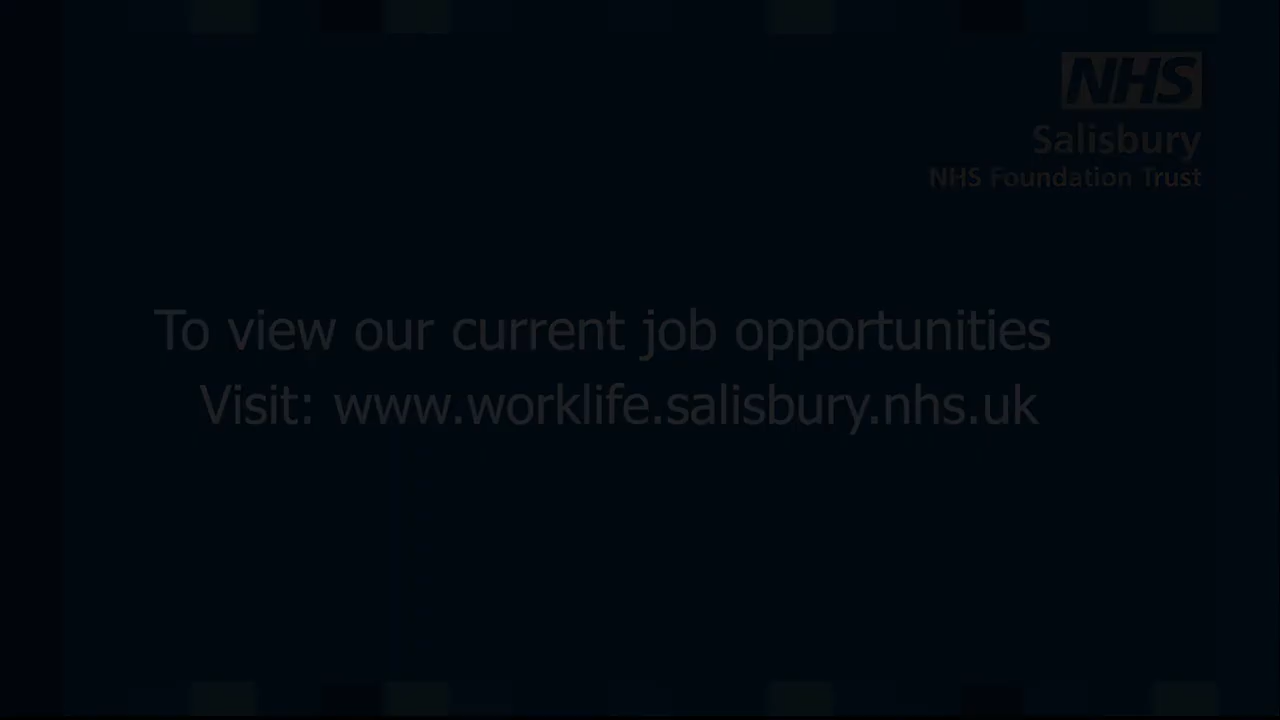 NHS
Salisbury
NHS Foundation Trust
To view our current job opportunities
Visit: www.worklife.salisbury.nhs.uk